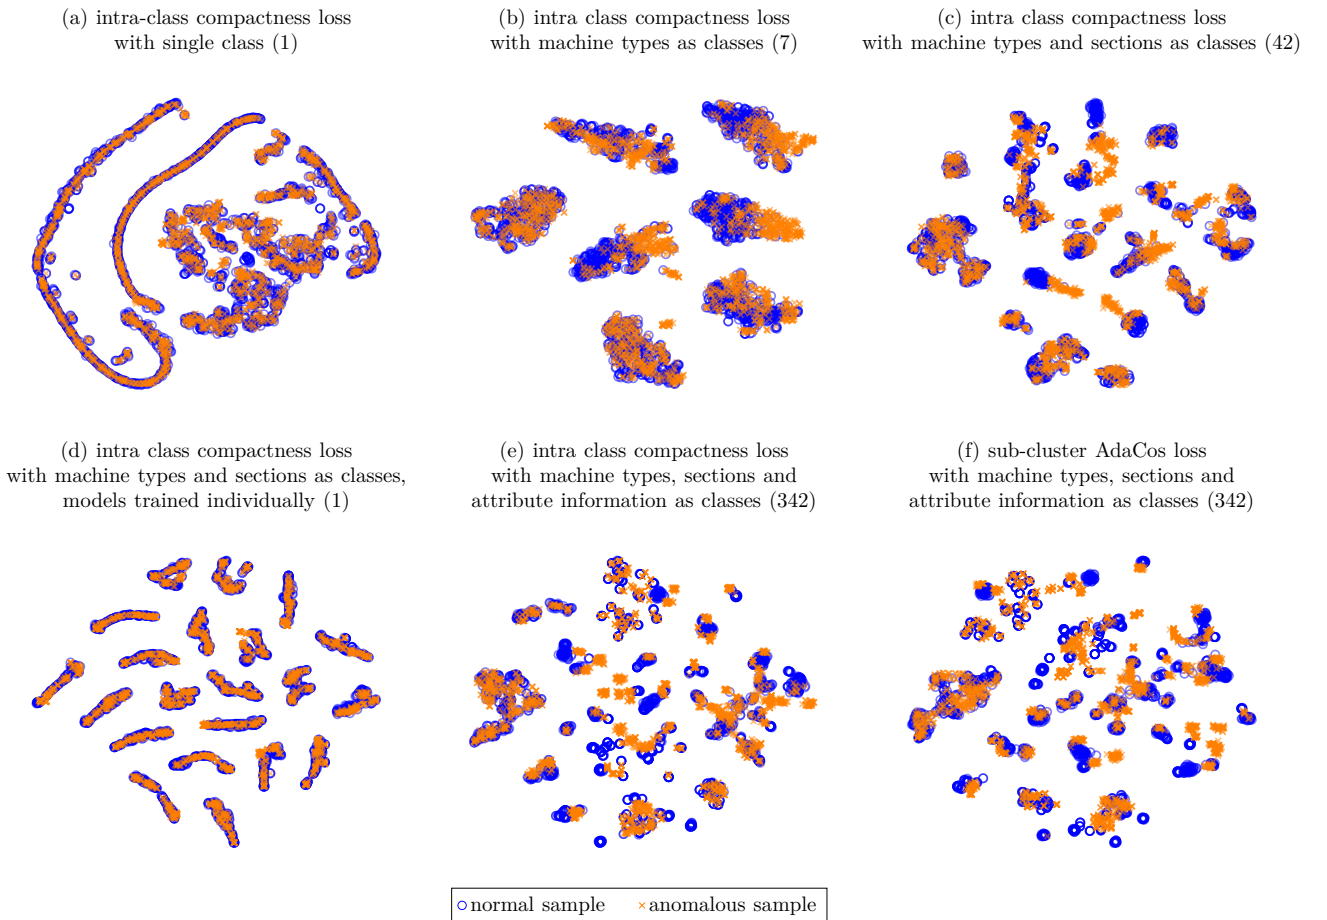 (a) intra-class compactness loss
with single class (1)
(b) intra class compactness loss
with machine types as classes (7)
(c) intra class compactness loss
with machine types and sections as classes (42)
(d) intra class compactness loss
with machine types and sections as classes,
models trained individually (1)
(e) intra class compactness loss
with machine types, sections and
attribute information as classes (342)
(f) sub-cluster AdaCos loss
with machine types, sections and
attribute information as classes (342)
normal sample
anomalous sample